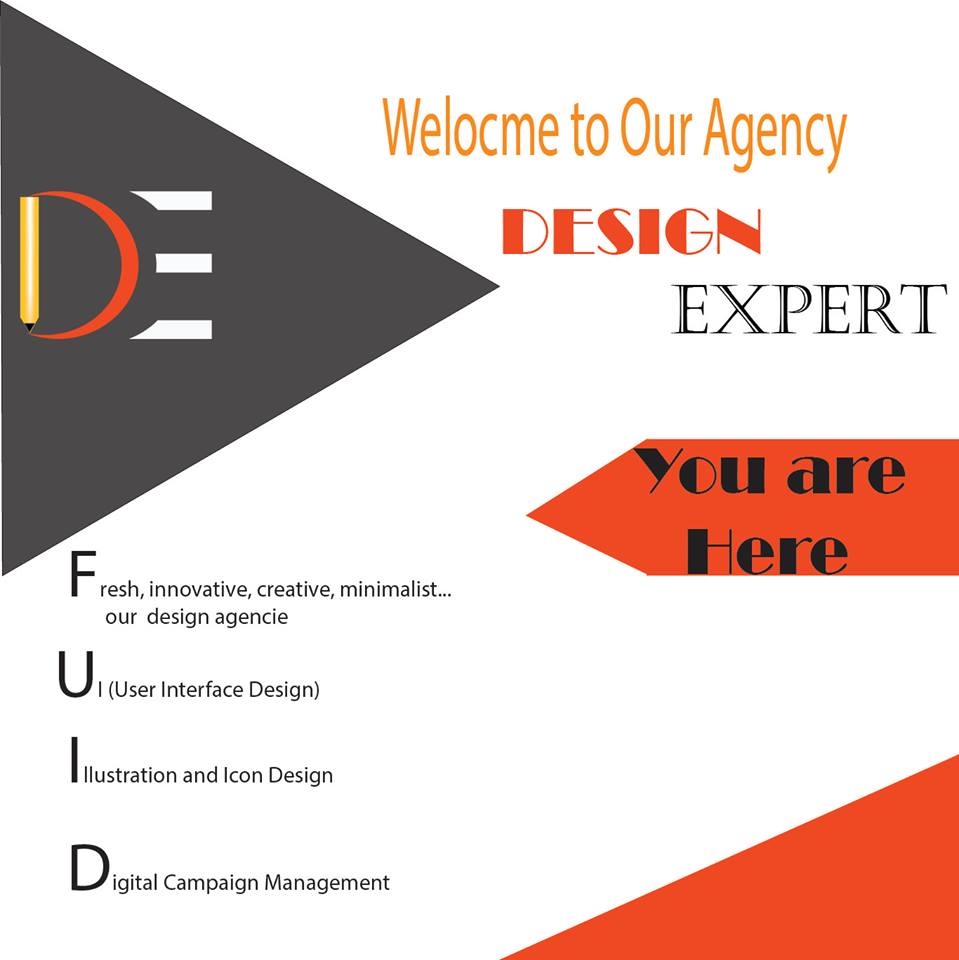 DE
Welocme to Our Agency
DESIGN
EXPERT
You are
Here
Fresh, innovative, creative, minimalist...
our design agencie
UI (User Interface Design)
Illustration and Icon Design
Digital Campaign Management